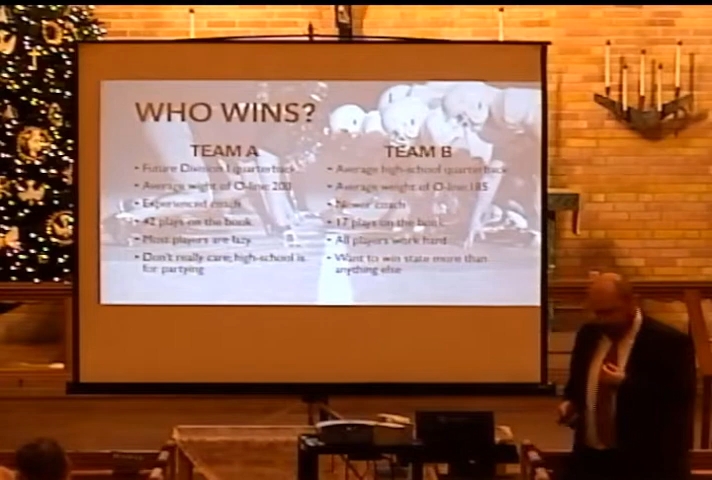 WHO WINS?
TEAM A
• Future Division I quarterback
• Average wight of O-line: 200
• Experienced coach
• 42 plays on the book
• Most players are lazy
• Don't really care; high-school is
for partying
TEAM B
• Average high-school quarterback
• Average weight of O-line: 185
• Newer coach
• 17 plays on the book
• All players work hard
• Want to win state more than
anything else